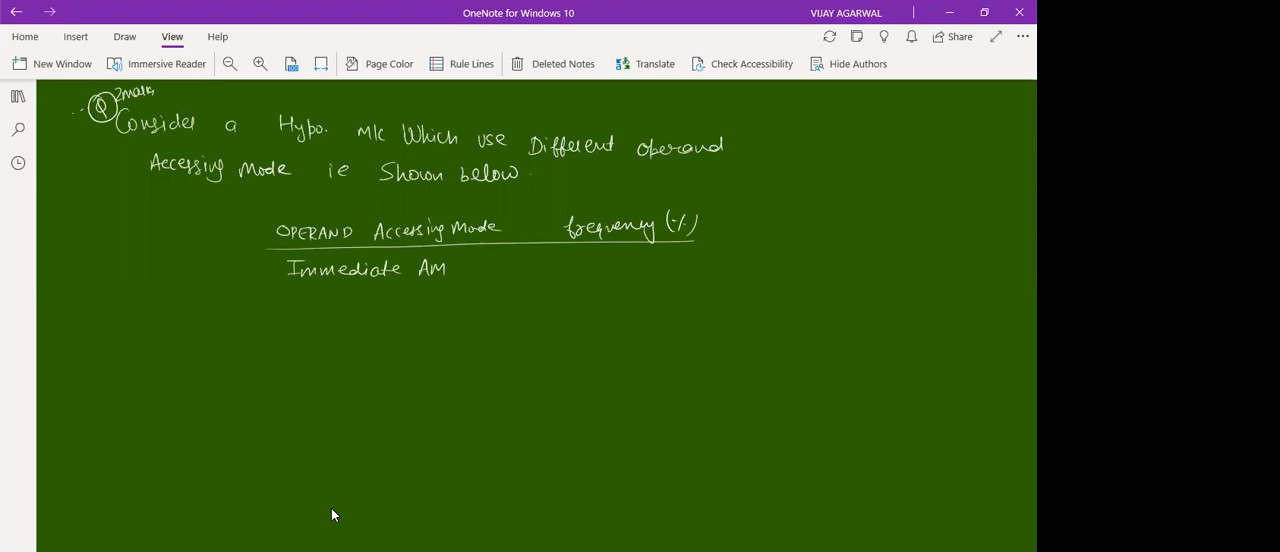 OneNote for Windows 10
VIJAY AGARWAL
Home Insert Draw View Help
Share
New Window Immersive Reader Page Color Rule Lines Deleted Notes Translate Check Accessibility Hide Authors
Q 2mark
Consider a Hypo. M/c Which use Different operand
Accessing Mode ie Shown below.
OPERAND Accessing Mode frequency (%)
Immediate AM